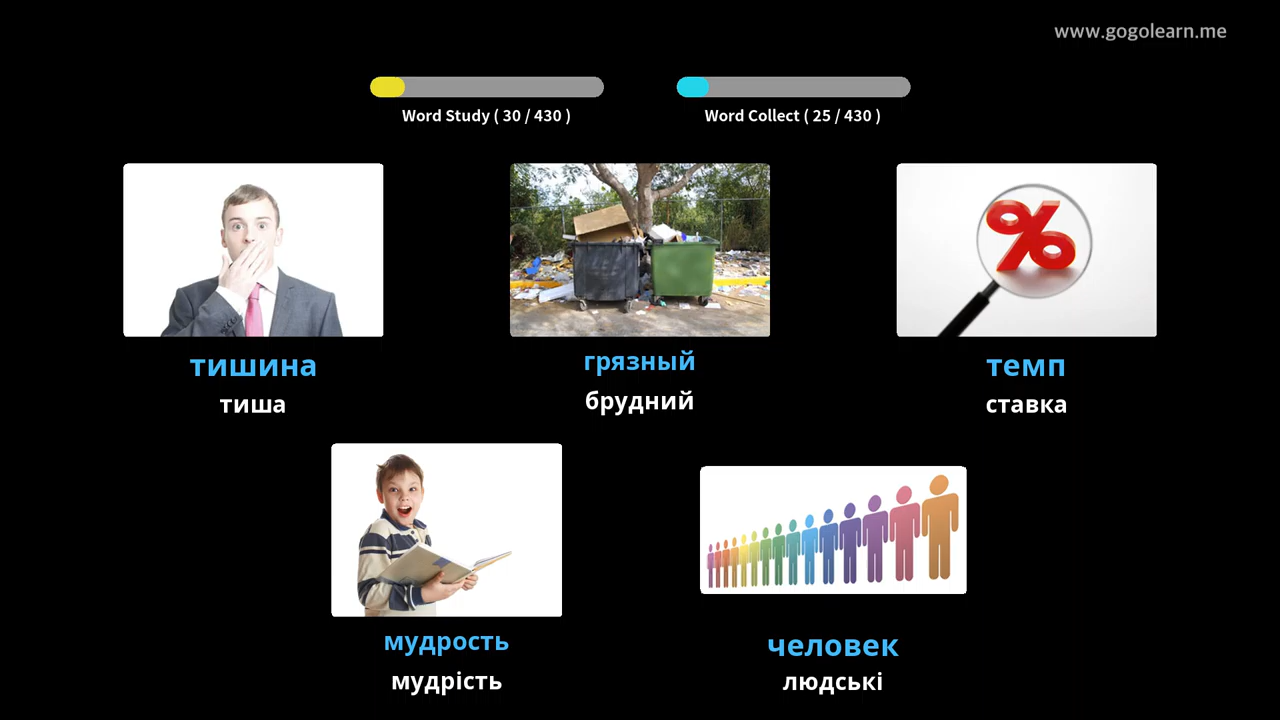 www.gogolearn.me
Word Study ( 30 / 430 )
Word Collect ( 25 / 430 )
тишина
тиша
грязный
брудний
темп
ставка
мудрость
мудрість
человек
людські